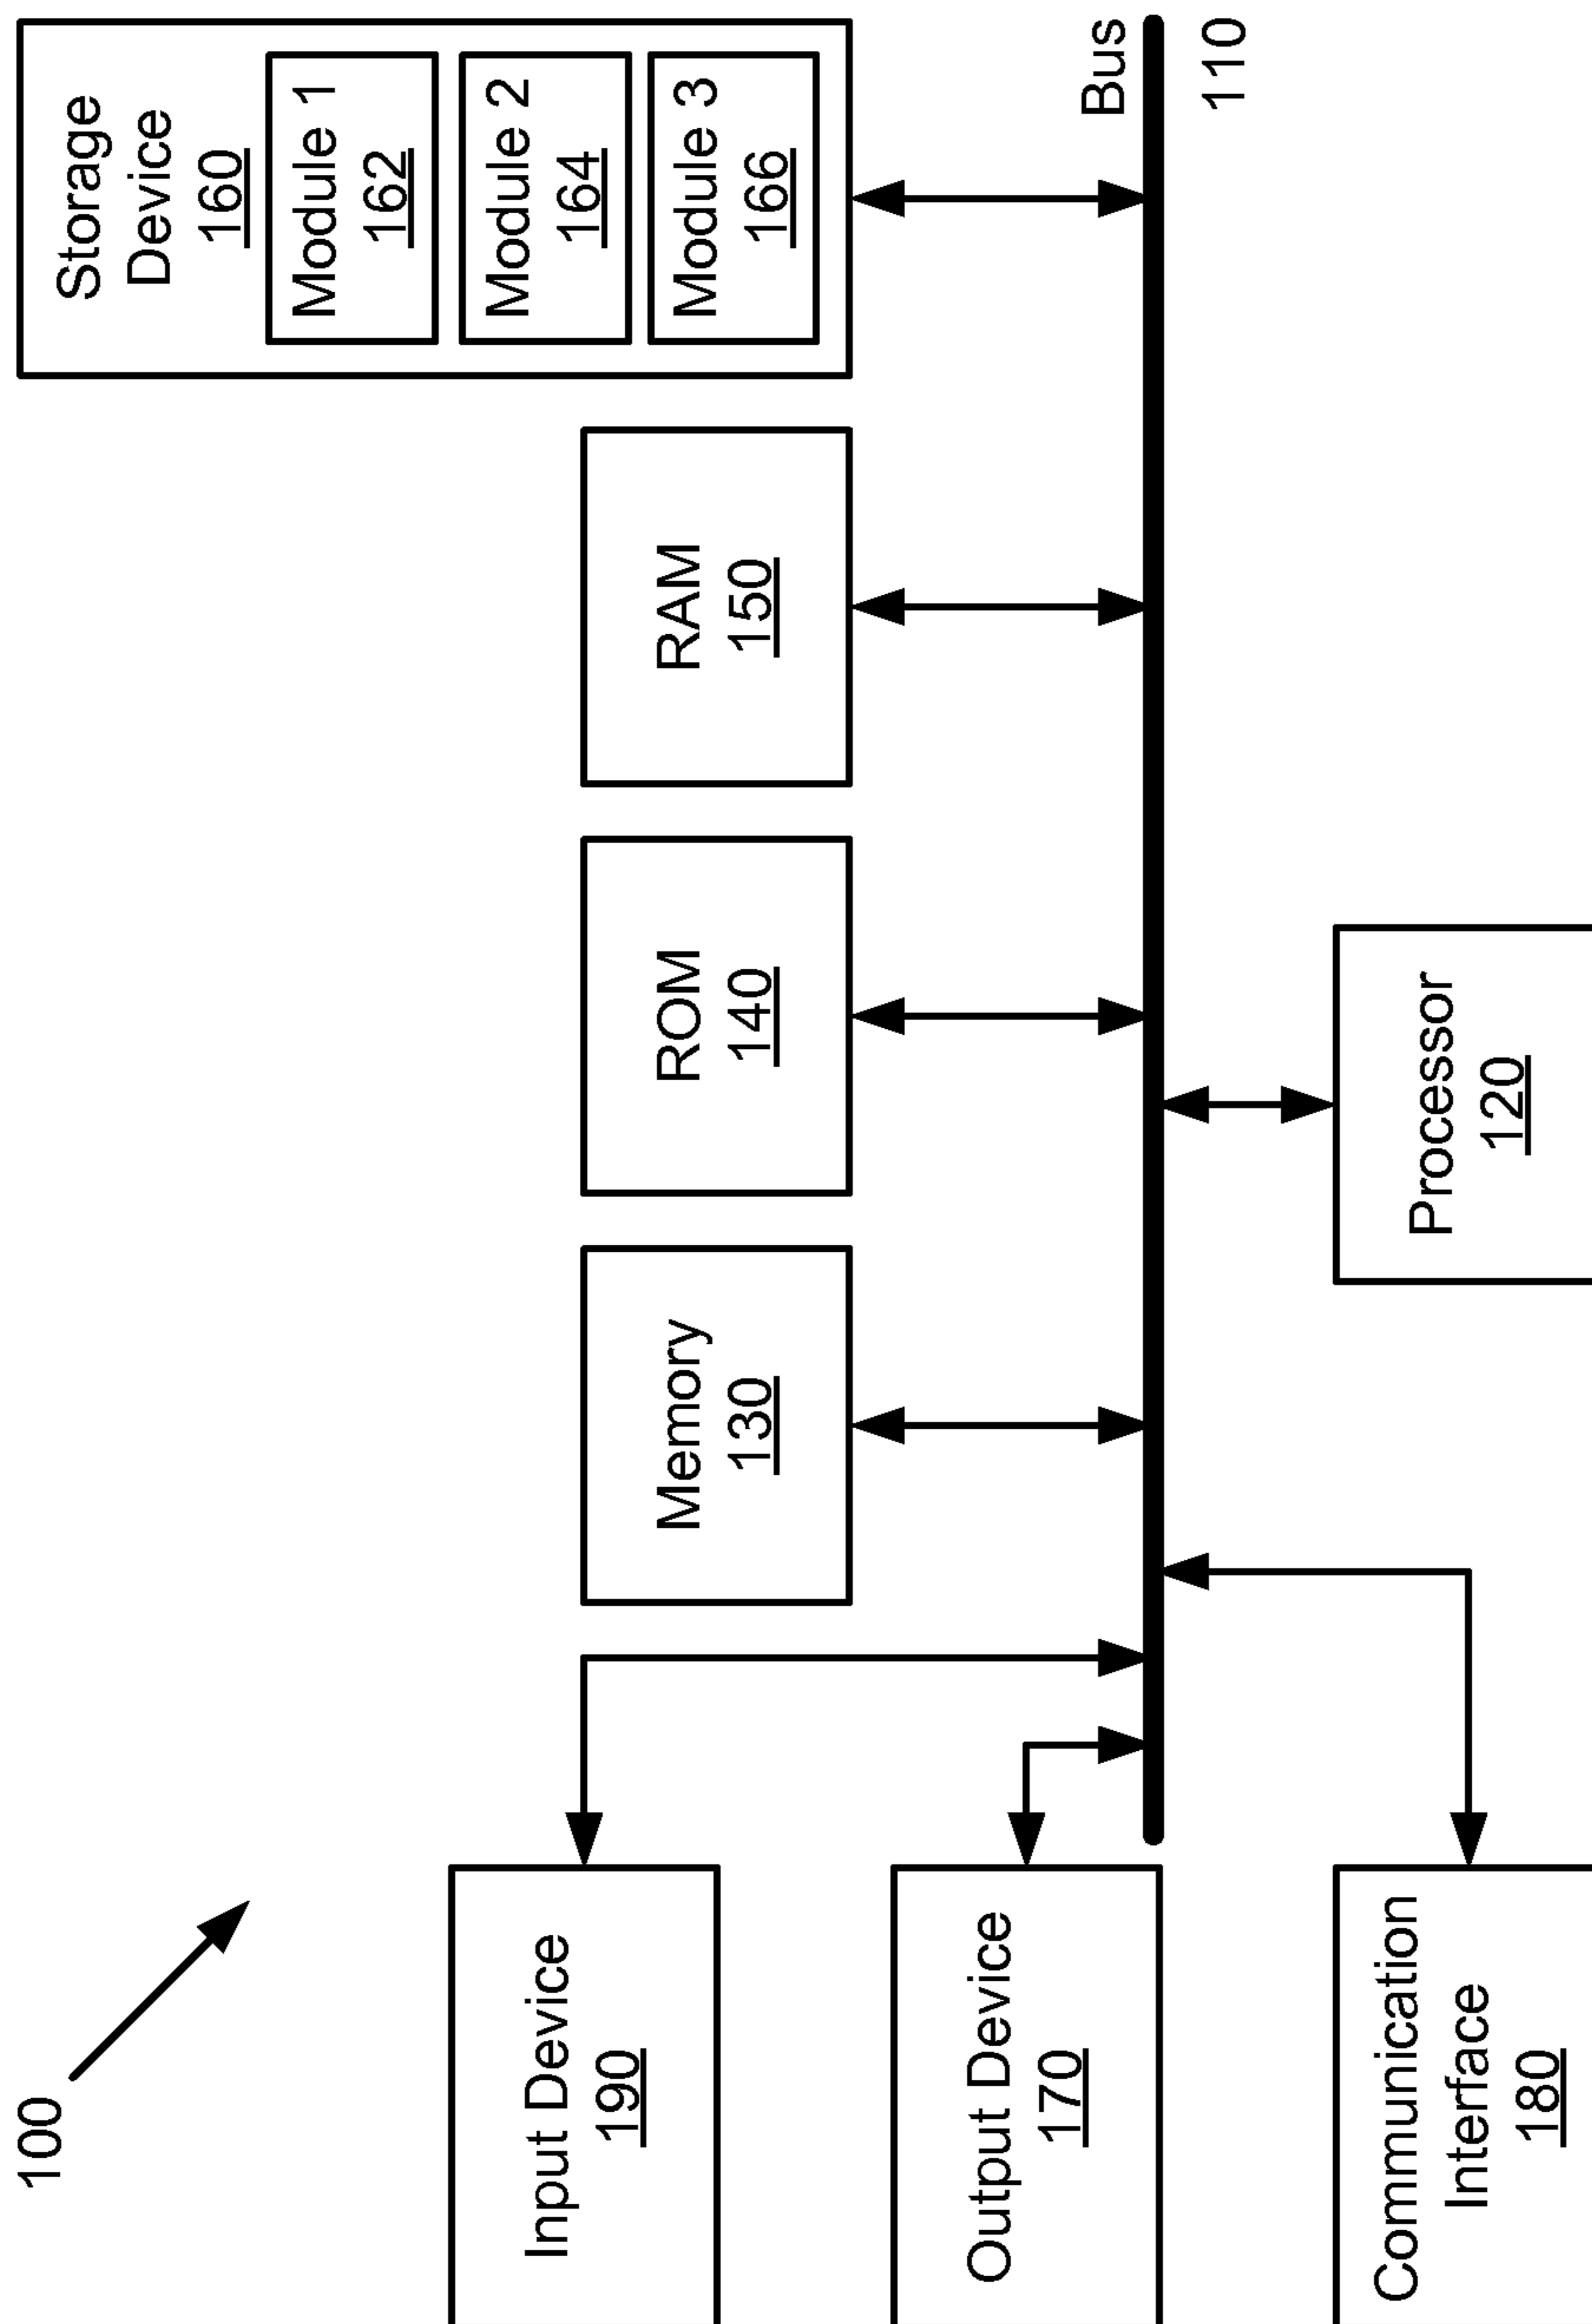 100
Input Device
190
Memory
130
ROM
140
RAM
150
Storage
Device
160
Module 1
162
Module 2
164
Module 3
166
Output Device
170
Bus
110
Communication
Interface
180
Processor
120